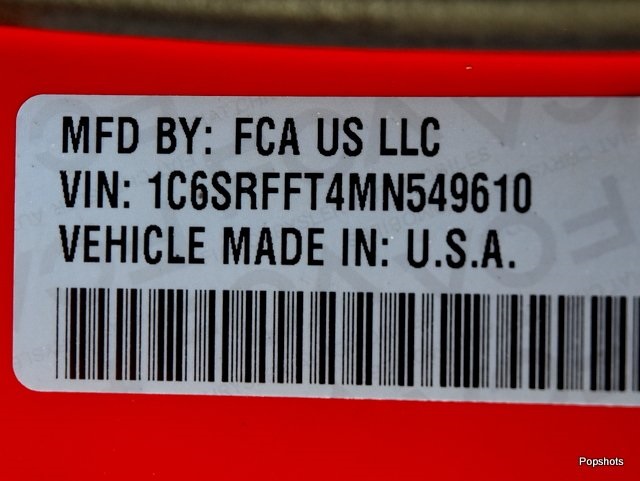 MFD BY: FCA US LLC
VIN: 1C6SRFFT4MN549610
VEHICLE MADE IN: U.S.A.
Popshots